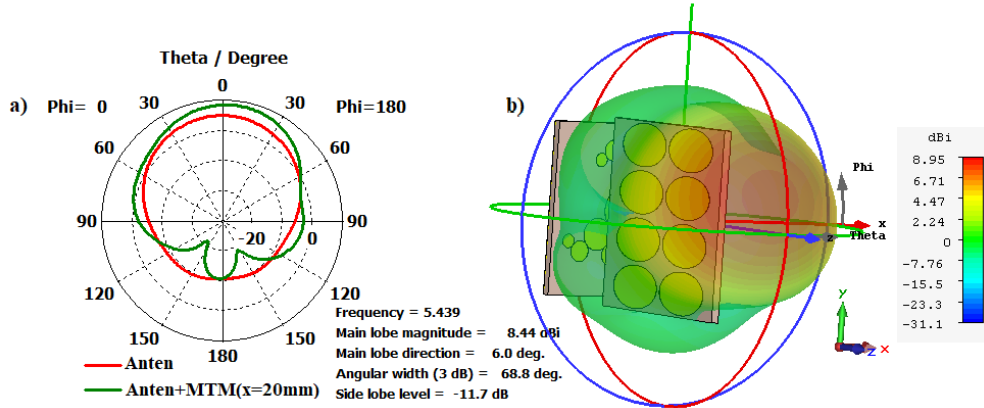 Theta / Degree
a)
Phi= 0
30
0
30
Phi=180
60
60
90
-20
0
90
120
120
150
180
150
Anten
Anten+MTM(x=20mm)
Frequency = 5.439
Main lobe magnitude = 8.44 dBi
Main lobe direction = 6.0 deg.
Angular width (3 dB) = 68.8 deg.
Side lobe level = -11.7 dB
b)
Phi
x
z
Theta
dBi
8.95
6.71
4.47
2.24
0
-7.76
-15.5
-23.3
-31.1
y
z
x